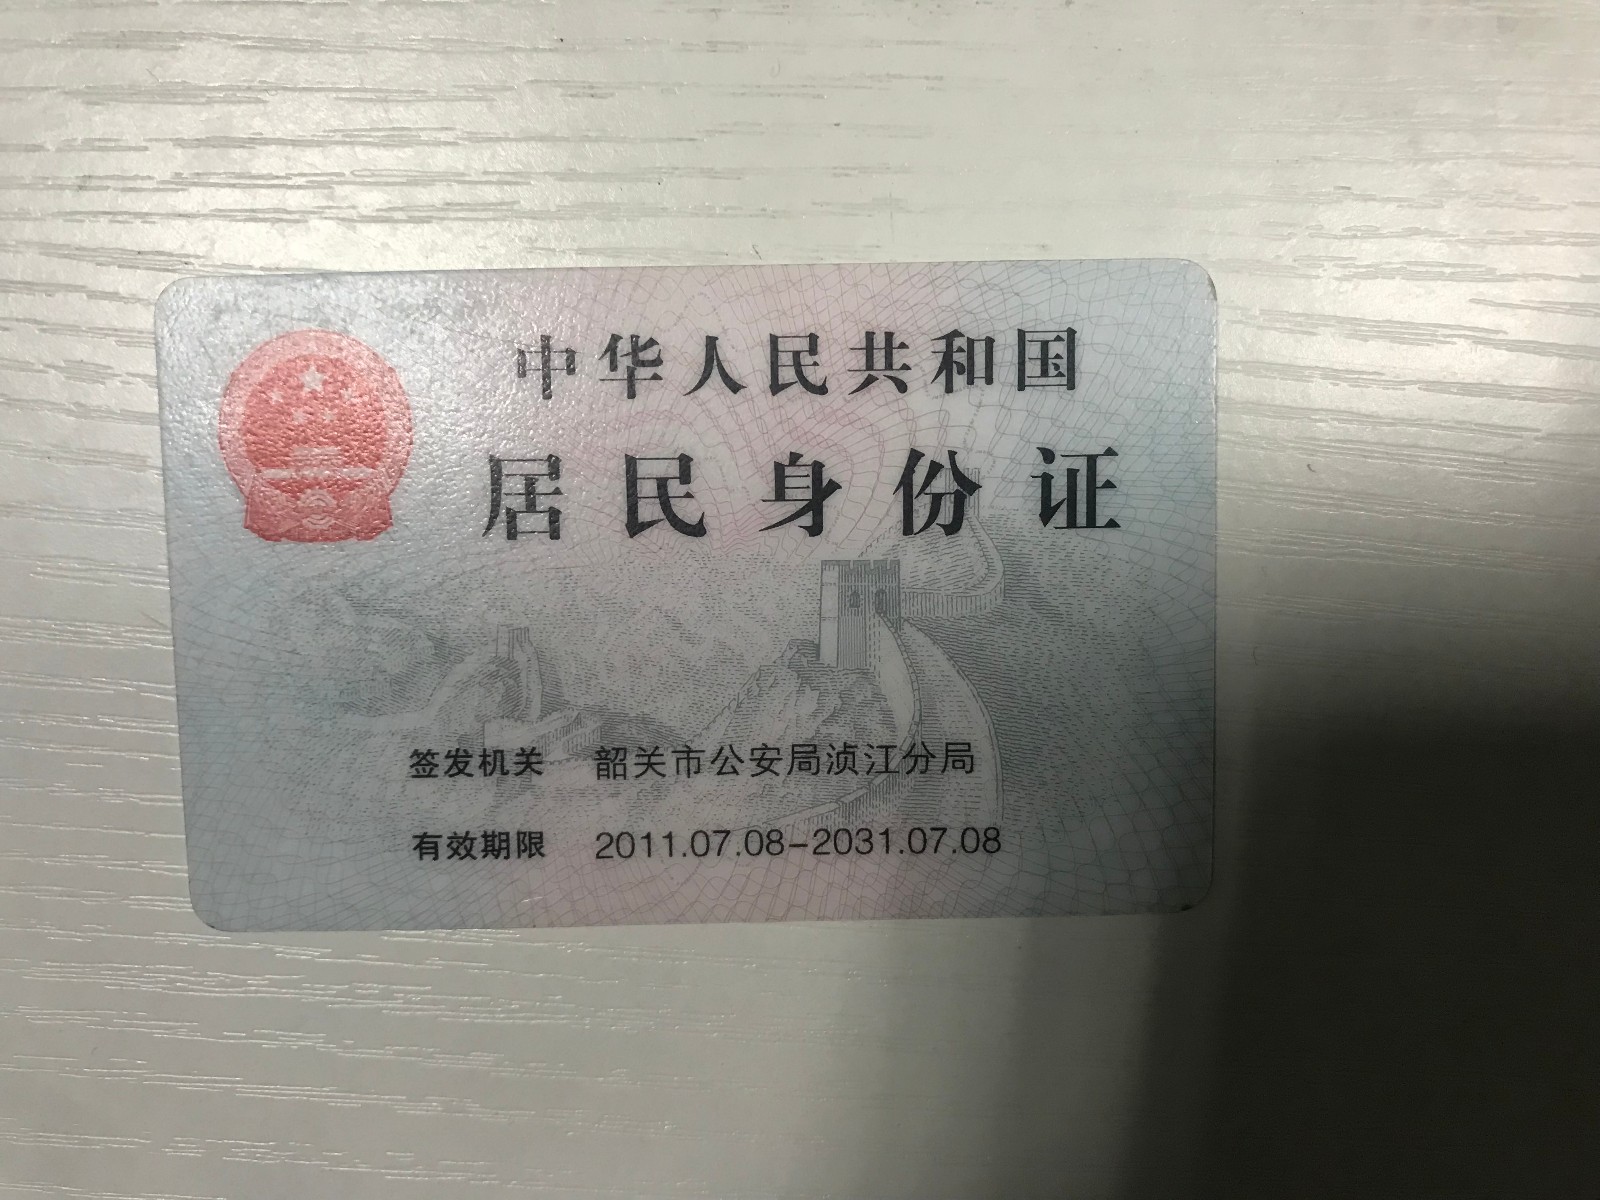 中华人民共和国
居民身份证
签发机关 韶关市公安局浈江分局
有效期限 2011.07.08-2031.07.08